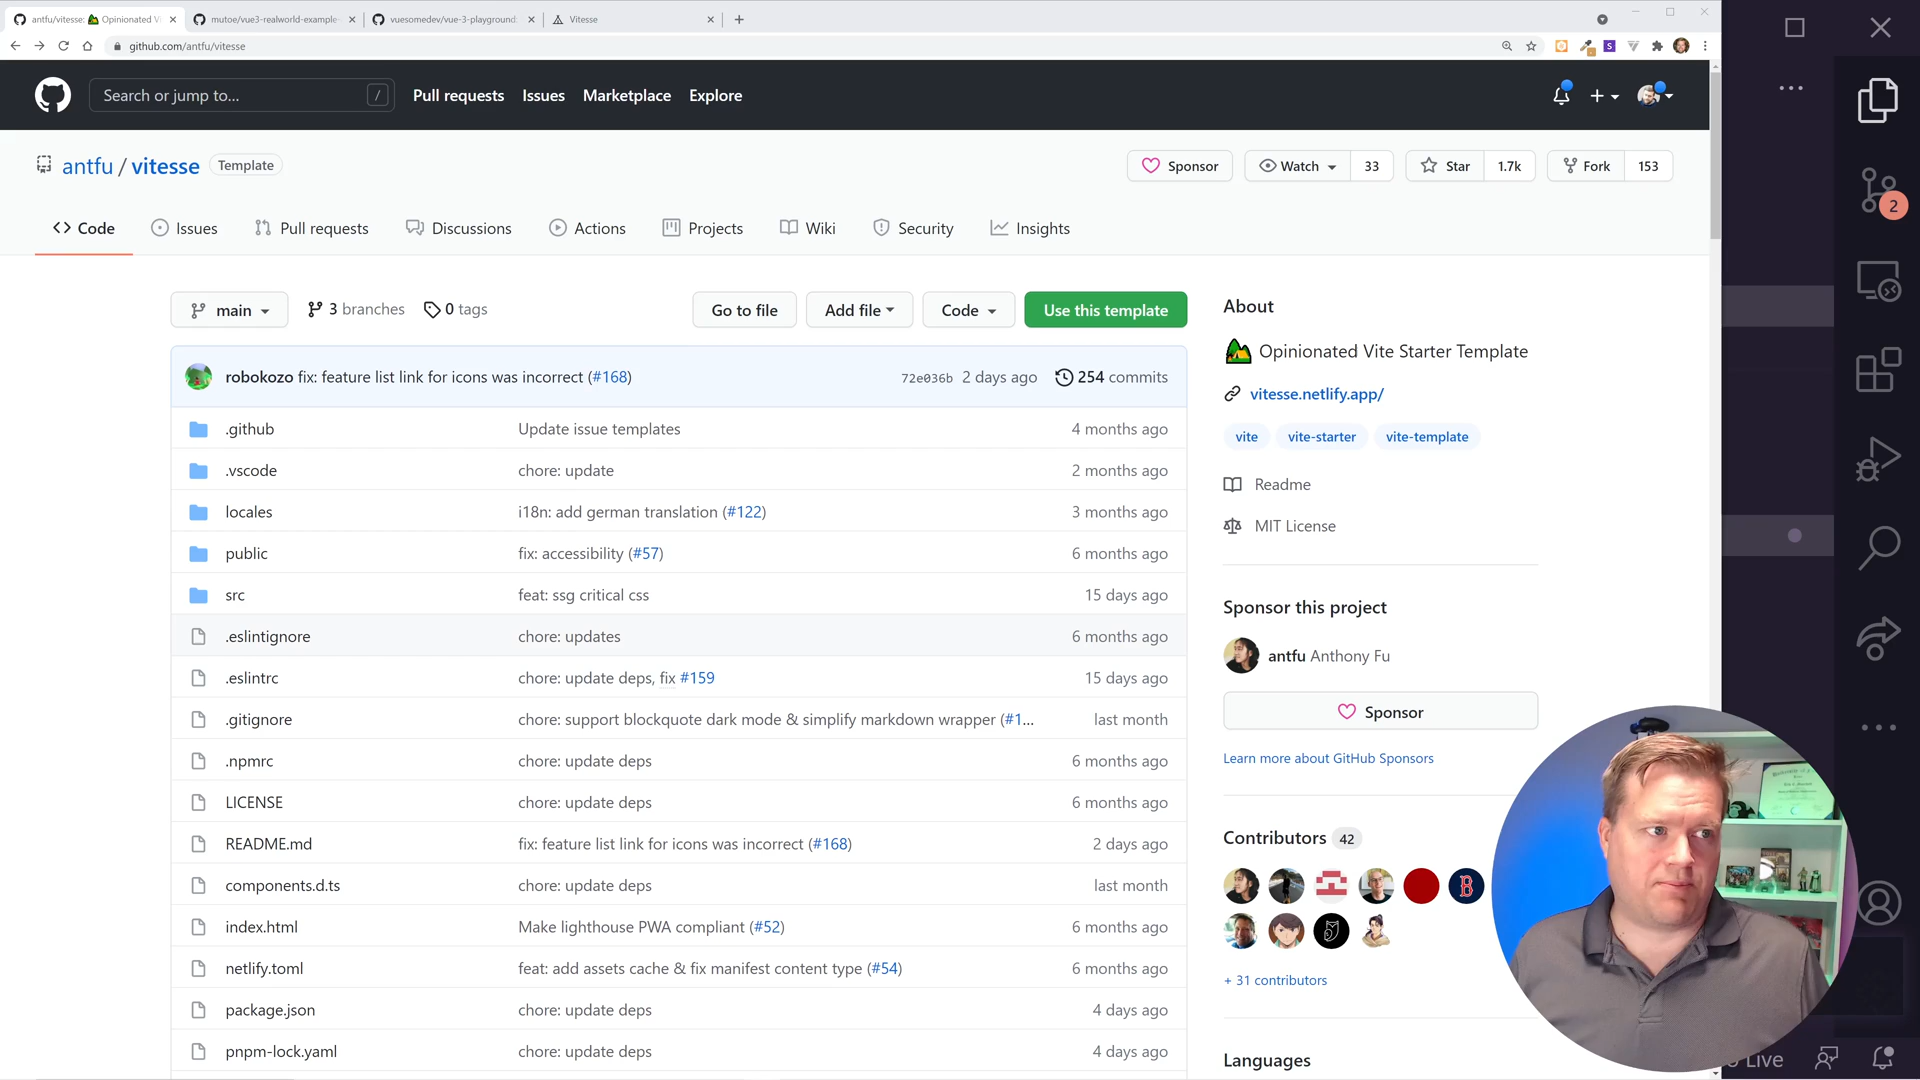 antfu/vitesse: Opinionated V
mutoe/vue3-realworld-example-
vuesomedev/vue-3-playground:
Vitesse
github.com/antfu/vitesse
Search or jump to...
/
Pull requests
Issues
Marketplace
Explore
antfu / vitesse
Template
Sponsor
Watch
33
Star
1.7k
Fork
153
Code
Issues
Pull requests
Discussions
Actions
Projects
Wiki
Security
Insights
main
3 branches
0 tags
Go to file
Add file
Code
Use this template
robokozo fix: feature list link for icons was incorrect (#168)
72e036b 2 days ago
254 commits
.github
Update issue templates
4 months ago
.vscode
chore: update
2 months ago
locales
i18n: add german translation (#122)
3 months ago
public
fix: accessibility (#57)
6 months ago
src
feat: ssg critical css
15 days ago
.eslintignore
chore: updates
6 months ago
.eslintrc
chore: update deps, fix #159
15 days ago
.gitignore
chore: support blockquote dark mode & simplify markdown wrapper (#1...
last month
.npmrc
chore: update deps
6 months ago
LICENSE
chore: update deps
6 months ago
README.md
fix: feature list link for icons was incorrect (#168)
2 days ago
components.d.ts
chore: update deps
last month
index.html
Make lighthouse PWA compliant (#52)
6 months ago
netlify.toml
feat: add assets cache & fix manifest content type (#54)
6 months ago
package.json
chore: update deps
4 days ago
pnpm-lock.yaml
chore: update deps
4 days ago
About
Opinionated Vite Starter Template
vitesse.netlify.app/
vite
vite-starter
vite-template
Readme
MIT License
Sponsor this project
antfu Anthony Fu
Sponsor
Learn more about GitHub Sponsors
Contributors 42
B
+ 31 contributors
Languages
2
Live